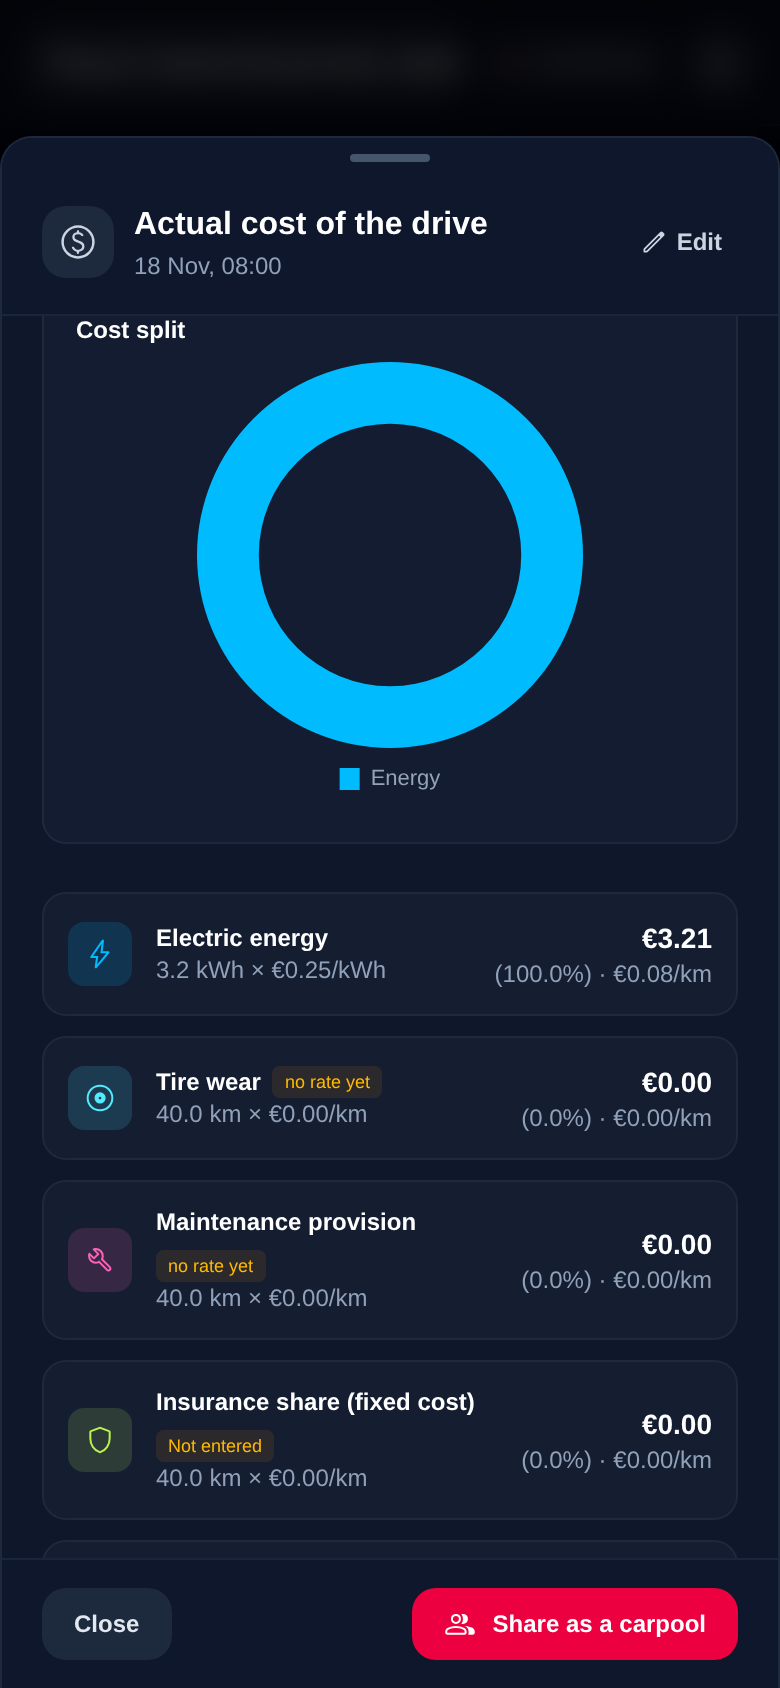 Actual cost of the drive
18 Nov, 08:00
Edit
Cost split
Energy
Electric energy
3.2 kWh × €0.25/kWh
€3.21
(100.0%) · €0.08/km
Tire wear no rate yet
40.0 km × €0.00/km
€0.00
(0.0%) · €0.00/km
Maintenance provision
no rate yet
40.0 km × €0.00/km
€0.00
(0.0%) · €0.00/km
Insurance share (fixed cost)
Not entered
40.0 km × €0.00/km
€0.00
(0.0%) · €0.00/km
Close
Share as a carpool